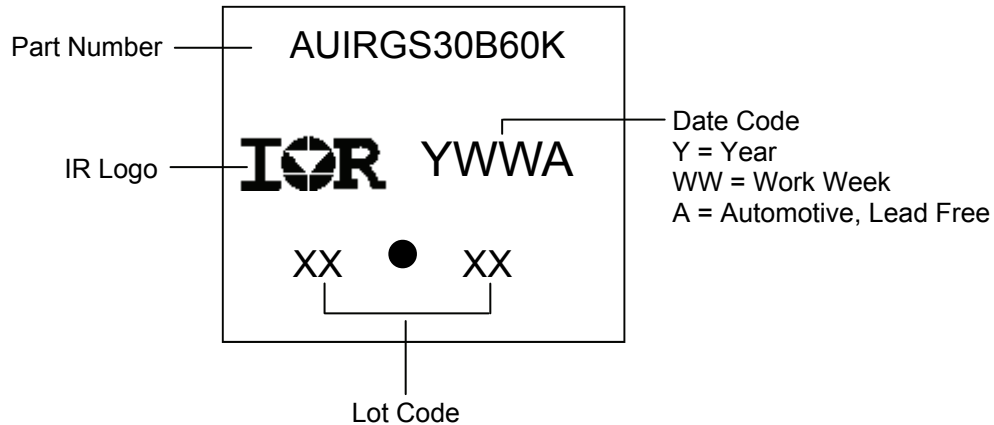 Part Number
AUIRGS30B60K
IR Logo
IOR
YWWA
Date Code
Y = Year
WW = Work Week
A = Automotive, Lead Free
XX ● XX
Lot Code